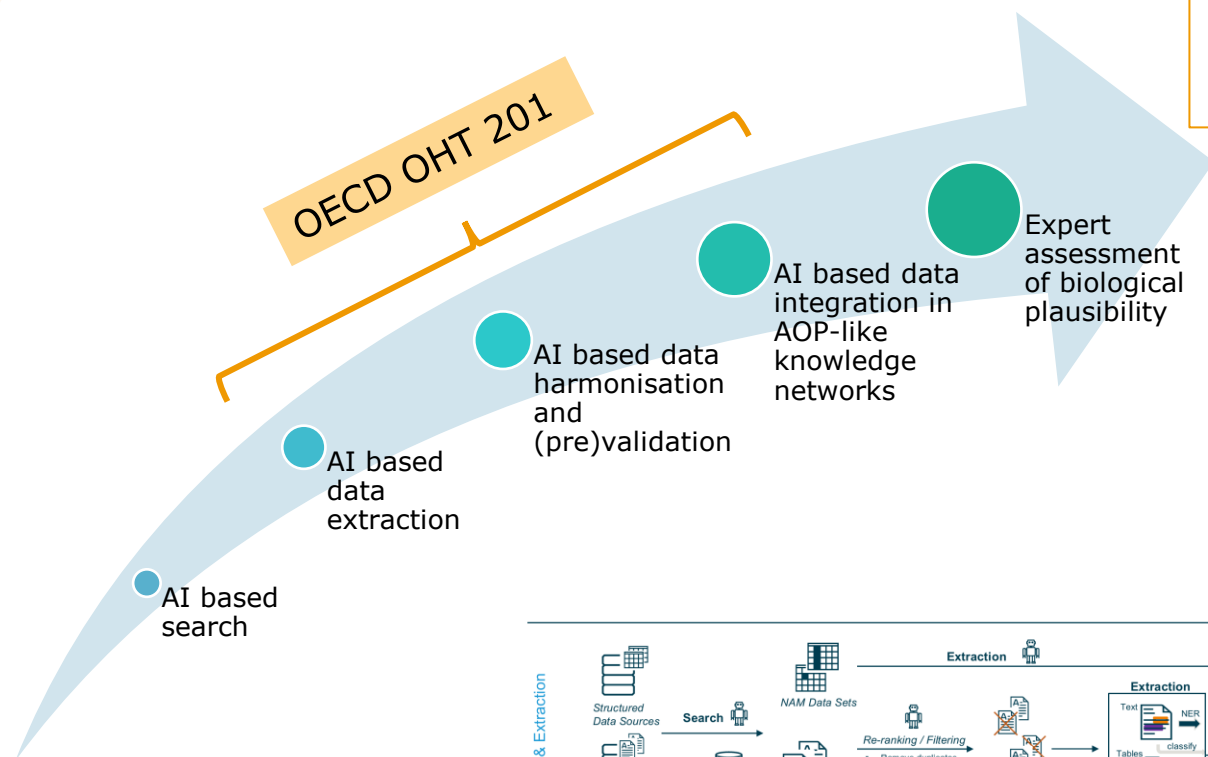 OECD OHT 201
Expert
assessment
of biological
plausibility
AI based data
integration in
AOP-like
knowledge
networks
AI based data
harmonisation
and
(pre)validation
AI based
data
extraction
AI based
search
& Extraction
Structured
Data Sources
Search
NAM Data Sets
Extraction
Re-ranking / Filtering
Extraction
Text
NER
classify
Tables